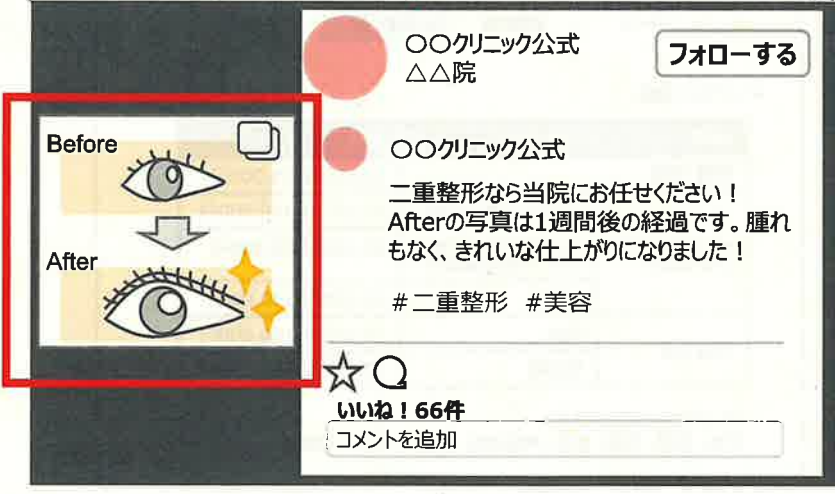 Before
After
〇〇クリニック公式
△△院
フォローする
〇〇クリニック公式
二重整形なら当院にお任せください！
Afterの写真は1週間後の経過です。腫れ
もなく、きれいな仕上がりになりました！
＃二重整形 ＃美容
いいね！66件
コメントを追加